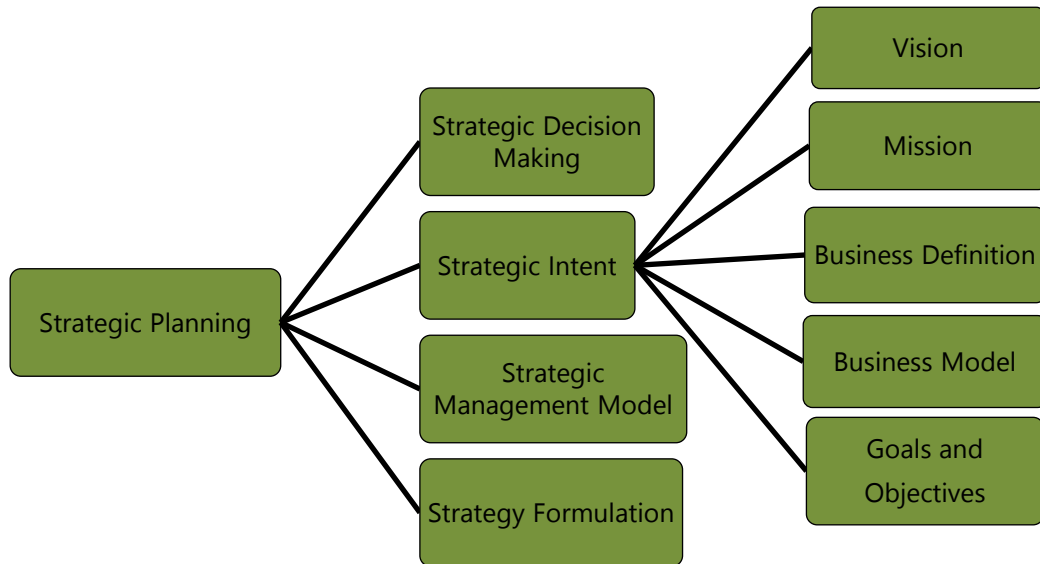 Strategic Planning
Strategic Decision
Making
Strategic Intent
Strategic
Management Model
Strategy Formulation
Vision
Mission
Business Definition
Business Model
Goals and
Objectives